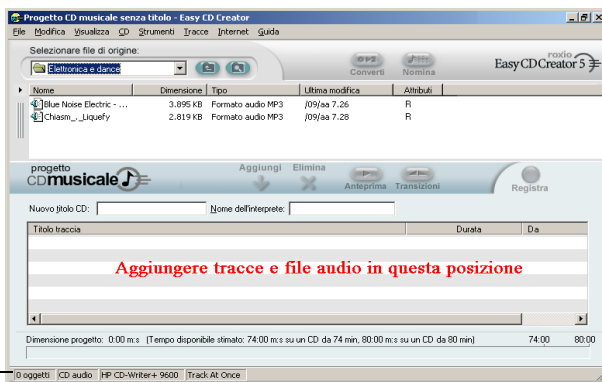 Progetto CD musicale senza titolo - Easy CD Creator
File Modifica Visualizza CD Strumenti Tracce Internet Guida
Selezionare file di origine:
Elettronica e dance
Converti Nomina
roxio
Easy CD Creator 5
Nome Dimensione Tipo Ultima modifica Attributi
Blue Noise Electric - ... 3.895 KB Formato audio MP3 /09/aa 7.26 R
Chiasm_._Liquefy 2.819 KB Formato audio MP3 /09/aa 7.28 R
progetto
CDmusicale
Aggiungi Elimina Anteprima Transizioni Registra
Nuovo titolo CD: Nome dell'interprete:
Titolo traccia Durata Da
Aggiungere tracce e file audio in questa posizione
Dimensione progetto: 0:00 m:s (Tempo disponibile stimato: 74:00 m:s su un CD da 74 min, 80:00 m:s su un CD da 80 min) 74:00 80:00
0 oggetti CD audio HP CD-Writer+ 9600 Track At Once